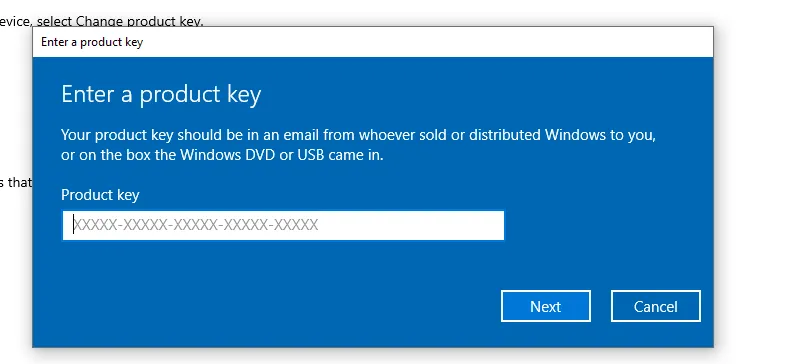 evice, select Change product key.
Enter a product key
Enter a product key
Your product key should be in an email from whoever sold or distributed Windows to you,
or on the box the Windows DVD or USB came in.
s that
Product key
XXXXX-XXXXX-XXXXX-XXXXX-XXXXX
Next
Cancel